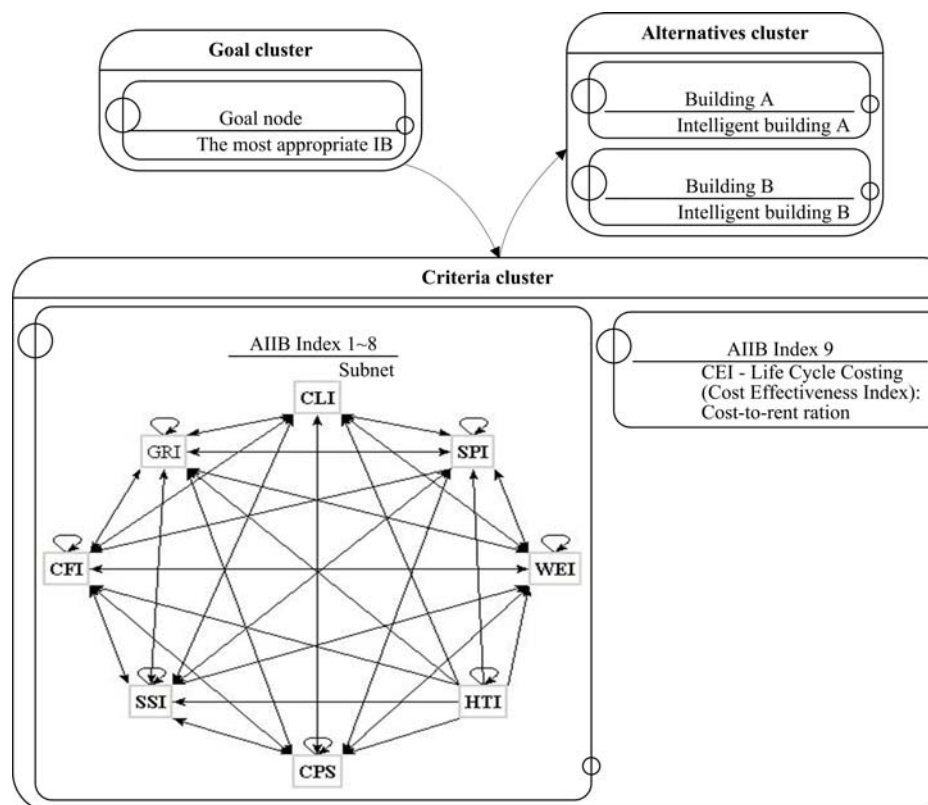 Goal cluster
Goal node
The most appropriate IB
Alternatives cluster
Building A
Intelligent building A
Building B
Intelligent building B
Criteria cluster
AIIB Index 1~8
Subnet
CLI
GRI
SPI
CFI
WEI
SSI
HTI
CPS
AIIB Index 9
CEI - Life Cycle Costing
(Cost Effectiveness Index):
Cost-to-rent ration